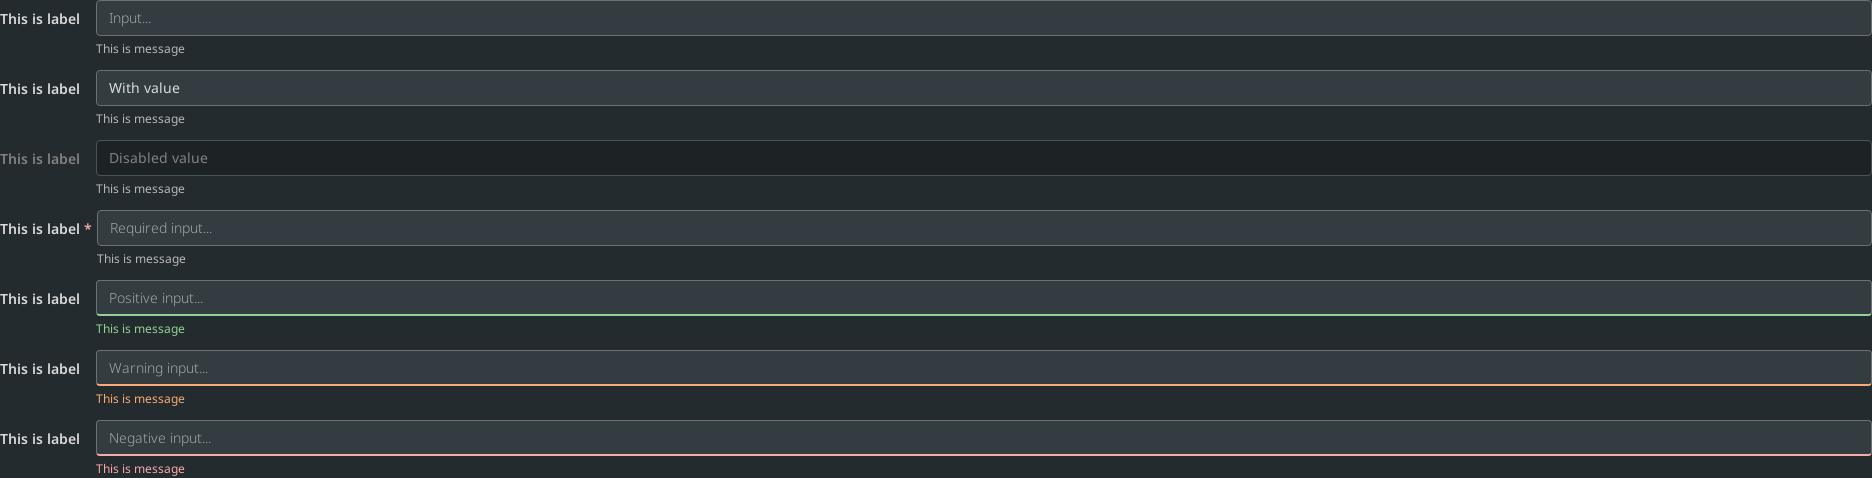 This is label Input...
This is message
This is label With value
This is message
This is label Disabled value
This is message
This is label * Required input...
This is message
This is label Positive input...
This is message
This is label Warning input...
This is message
This is label Negative input...
This is message